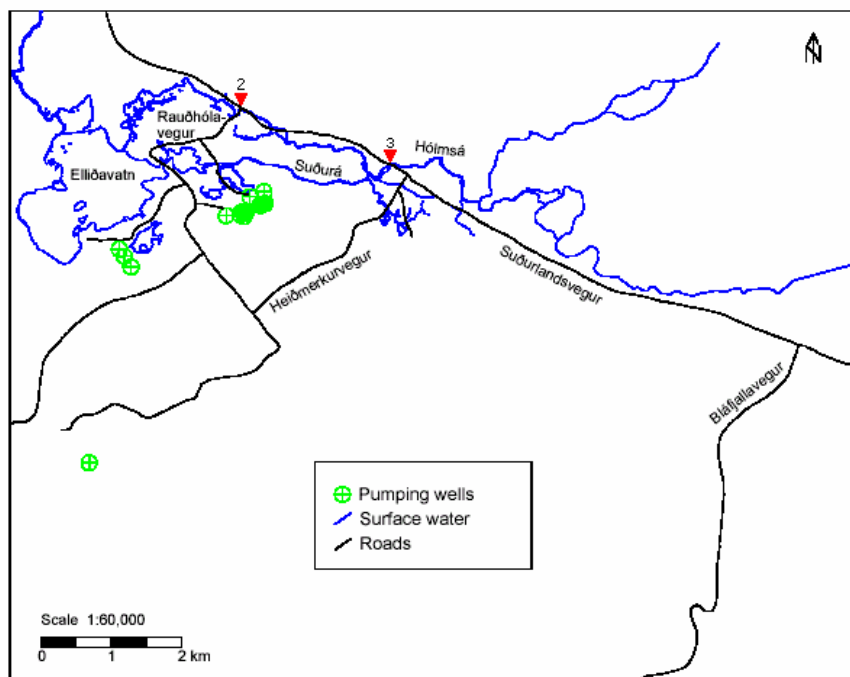 N
2
Rauðhóla-
vegur
3
Hólmsá
Suðurá
Elliðavatn
Heiðmerkurvegur
Suðurlandsvegur
Bláfjallavegur
Pumping wells
Surface water
Roads
Scale 1:60,000
0 1 2 km